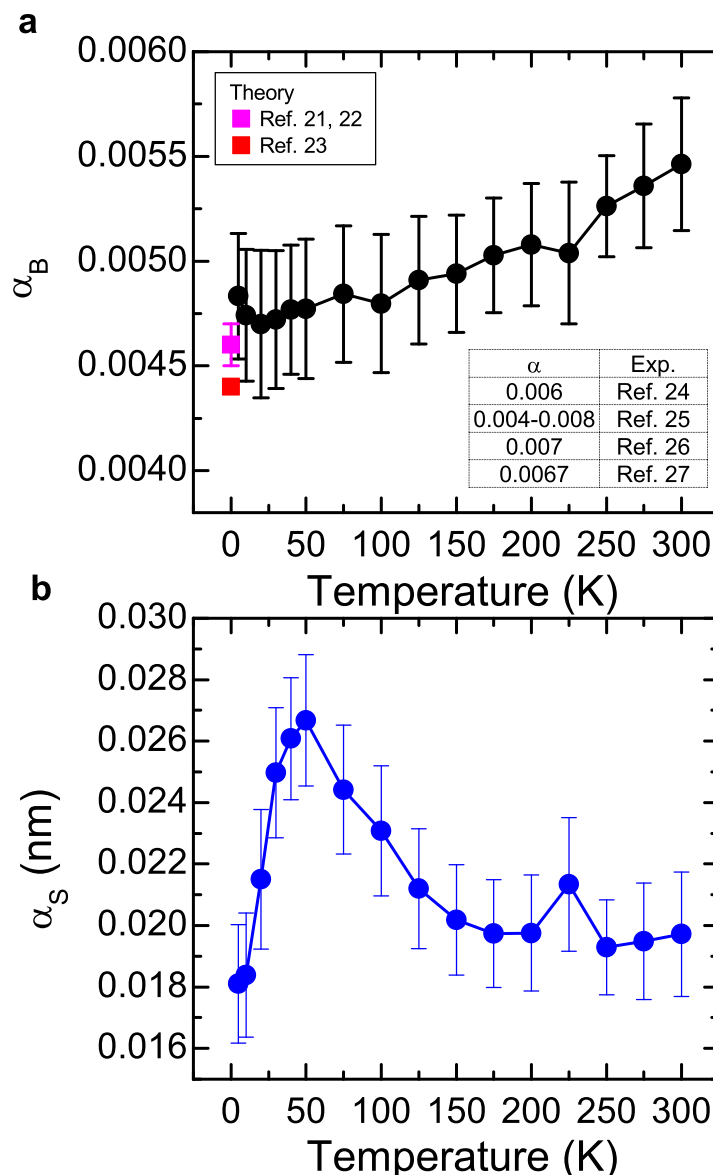 a
0.0060
0.0055
0.0050
0.0045
0.0040
α_B
Theory
Ref. 21, 22
Ref. 23
α Exp.
0.006 Ref. 24
0.004-0.008 Ref. 25
0.007 Ref. 26
0.0067 Ref. 27
0 50 100 150 200 250 300
Temperature (K)
b
0.030
0.028
0.026
0.024
0.022
0.020
0.018
0.016
α_S (nm)
0 50 100 150 200 250 300
Temperature (K)